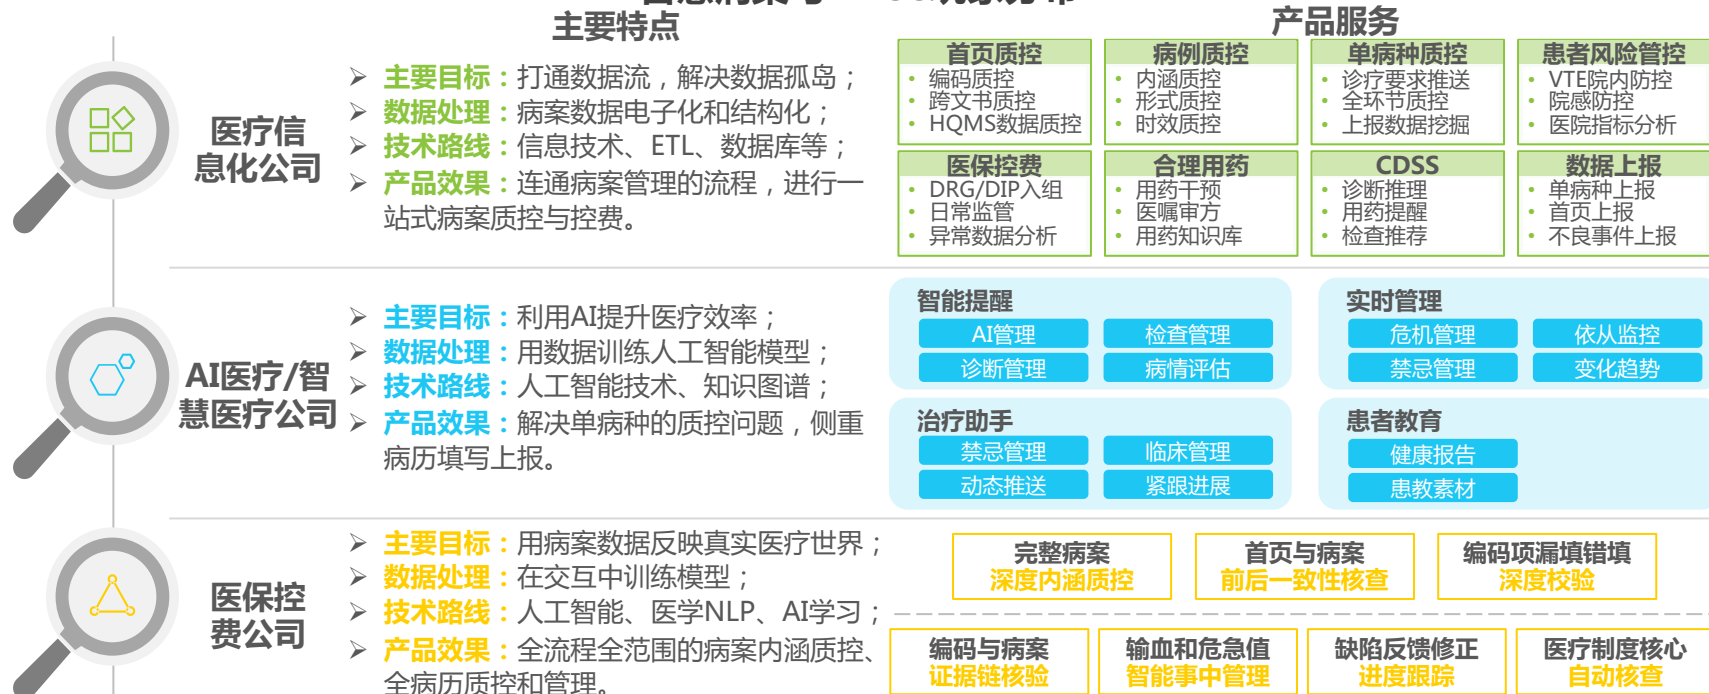 主要特点
产品服务
医疗信
息化公司
➢ 主要目标：打通数据流，解决数据孤岛；
➢ 数据处理：病案数据电子化和结构化；
➢ 技术路线：信息技术、ETL、数据库等；
➢ 产品效果：连通病案管理的流程，进行一
站式病案质控与控费。
首页质控
• 编码质控
• 跨文书质控
• HQMS数据质控
病例质控
• 内涵质控
• 形式质控
• 时效质控
单病种质控
• 诊疗要求推送
• 全环节质控
• 上报数据挖掘
患者风险管控
• VTE院内防控
• 院感防控
• 医院指标分析
医保控费
• DRG/DIP入组
• 日常监管
• 异常数据分析
合理用药
• 用药干预
• 医嘱审方
• 用药知识库
CDSS
• 诊断推理
• 用药提醒
• 检查推荐
数据上报
• 单病种上报
• 首页上报
• 不良事件上报
AI医疗/智
慧医疗公司
➢ 主要目标：利用AI提升医疗效率；
➢ 数据处理：用数据训练人工智能模型；
➢ 技术路线：人工智能技术、知识图谱；
➢ 产品效果：解决单病种的质控问题，侧重
病历填写上报。
智能提醒
AI管理 检查管理
诊断管理 病情评估
实时管理
危机管理 依从监控
禁忌管理 变化趋势
治疗助手
禁忌管理 临床管理
动态推送 紧跟进展
患者教育
健康报告
患教素材
医保控
费公司
➢ 主要目标：用病案数据反映真实医疗世界；
➢ 数据处理：在交互中训练模型；
➢ 技术路线：人工智能、医学NLP、AI学习；
➢ 产品效果：全流程全范围的病案内涵质控、
全病历质控和管理。
完整病案
深度内涵质控
首页与病案
前后一致性核查
编码项漏填错填
深度校验
编码与病案
证据链核验
输血和危急值
智能事中管理
缺陷反馈修正
进度跟踪
医疗制度核心
自动核查